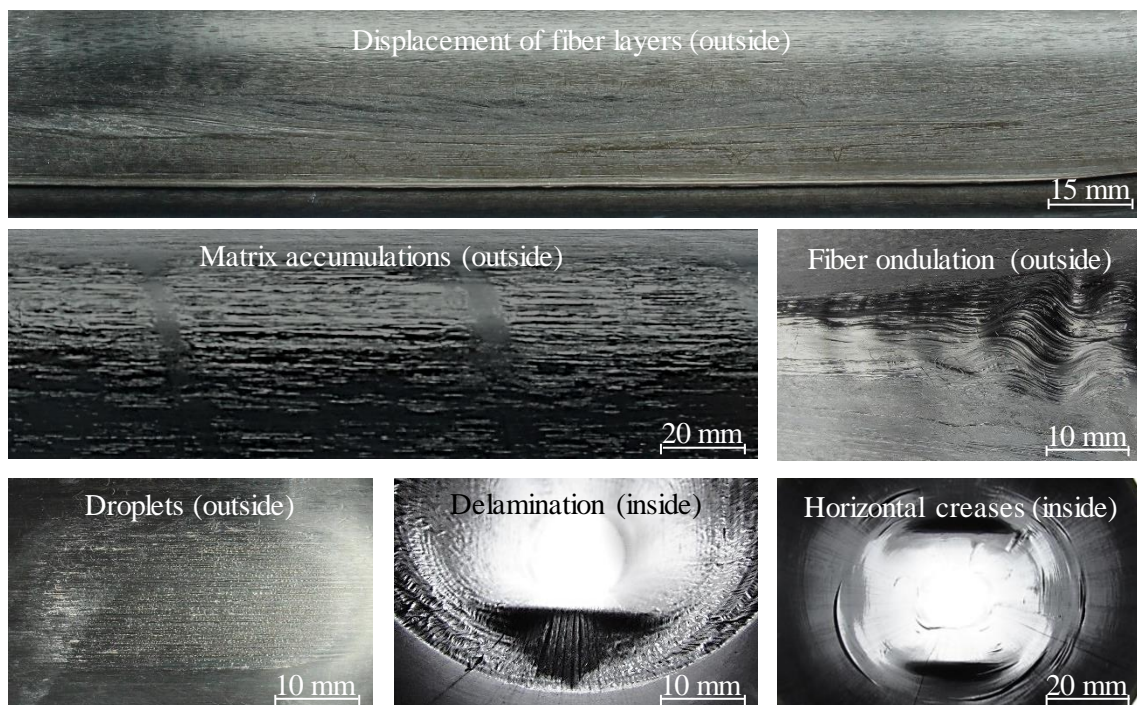 Displacement of fiber layers (outside)
15 mm
Matrix accumulations (outside)
20 mm
Fiber ondulation (outside)
10 mm
Droplets (outside)
10 mm
Delamination (inside)
10 mm
Horizontal creases (inside)
20 mm